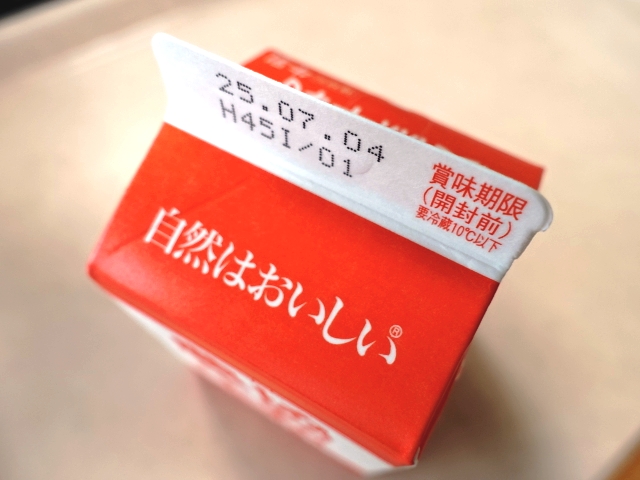 25.07.04
H45I/01
賞味期限
(開封前)
要冷蔵10℃以下
自然はおいしい®